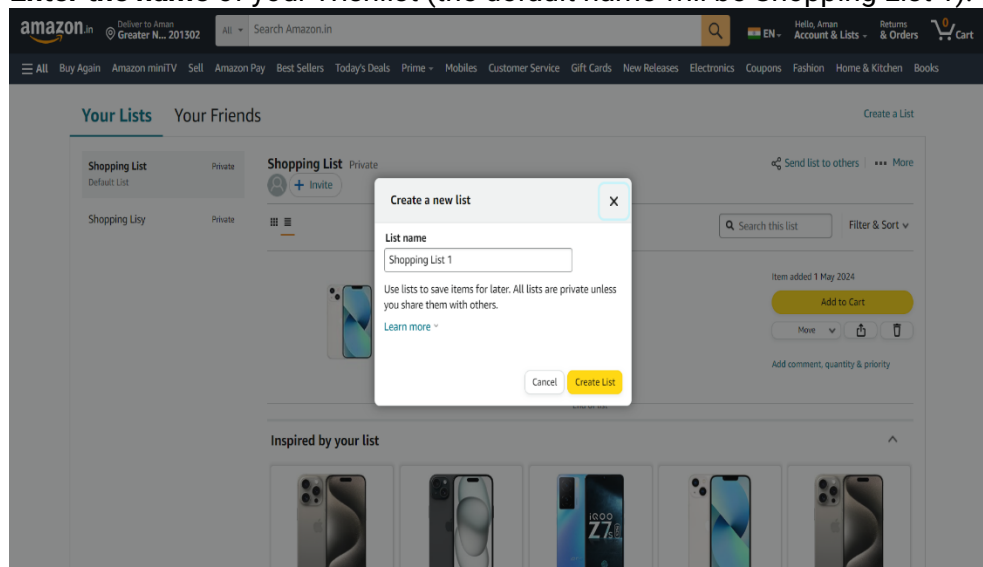 Enter the name of your Wishlist (the default name will be Shopping List 1).
amazon.in
Deliver to Aman
Greater N... 201302
All
Search Amazon.in
EN
Hello, Aman
Account & Lists
Returns
& Orders
0
Cart
All Buy Again Amazon miniTV Sell Amazon Pay Best Sellers Today's Deals Prime Mobiles Customer Service Gift Cards New Releases Electronics Coupons Fashion Home & Kitchen Books
Your Lists Your Friends
Create a List
Shopping List Private
Default List
Shopping Lisy Private
Shopping List Private
+ Invite
Send list to others
More
Search this list
Filter & Sort
Create a new list X
List name
Shopping List 1
Use lists to save items for later. All lists are private unless
you share them with others.
Learn more
Cancel Create List
Item added 1 May 2024
Add to Cart
Move
Add comment, quantity & priority
Inspired by your list
iQOO
Z7s